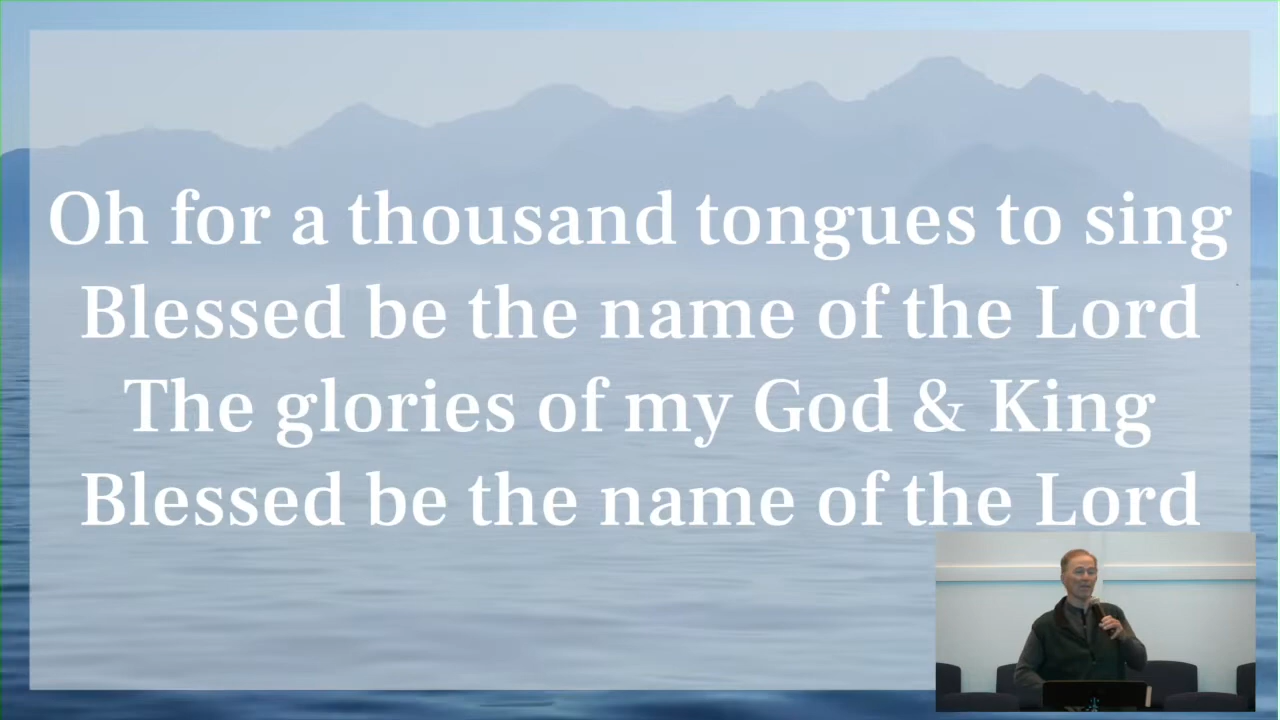 Oh for a thousand tongues to sing
Blessed be the name of the Lord
The glories of my God & King
Blessed be the name of the Lord